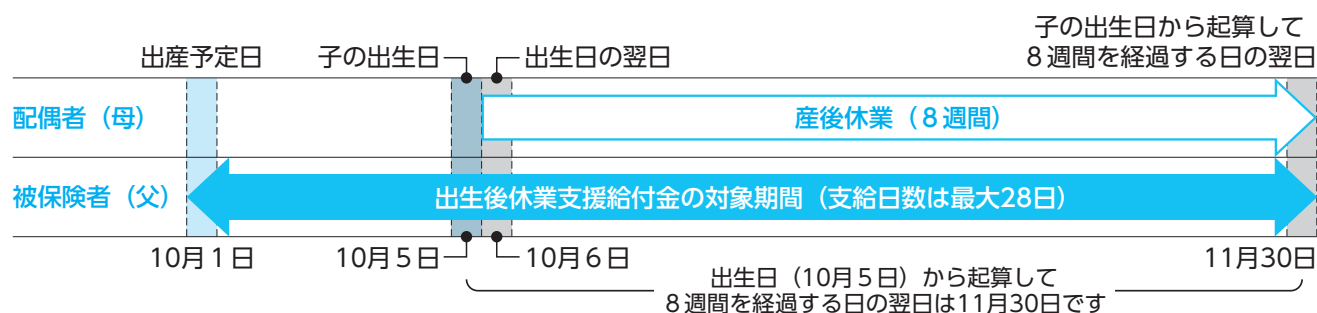 子の出生日から起算して
８週間を経過する日の翌日
出産予定日
子の出生日
出生日の翌日
配偶者（母）
産後休業（８週間）
被保険者（父）
出生後休業支援給付金の対象期間（支給日数は最大28日）
10月１日
10月５日
10月６日
11月30日
出生日（10月５日）から起算して
８週間を経過する日の翌日は11月30日です